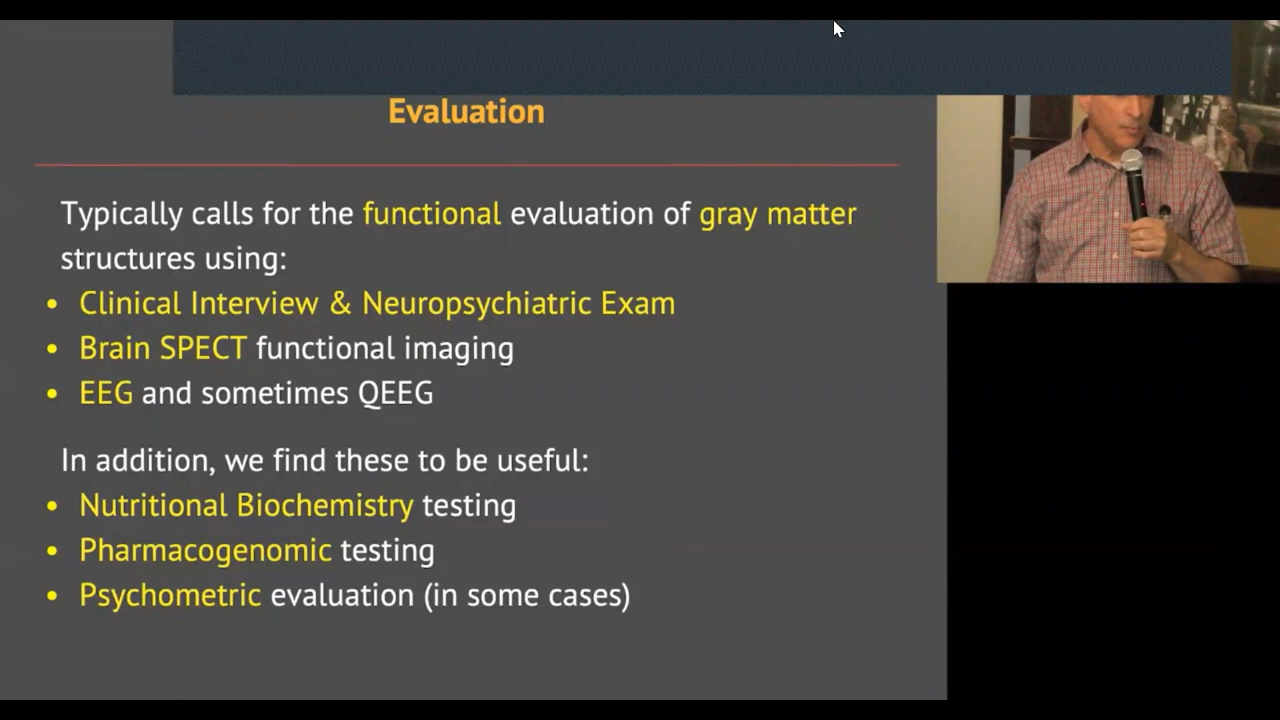 Evaluation
Typically calls for the functional evaluation of gray matter
structures using:
• Clinical Interview & Neuropsychiatric Exam
• Brain SPECT functional imaging
• EEG and sometimes QEEG
In addition, we find these to be useful:
• Nutritional Biochemistry testing
• Pharmacogenomic testing
• Psychometric evaluation (in some cases)